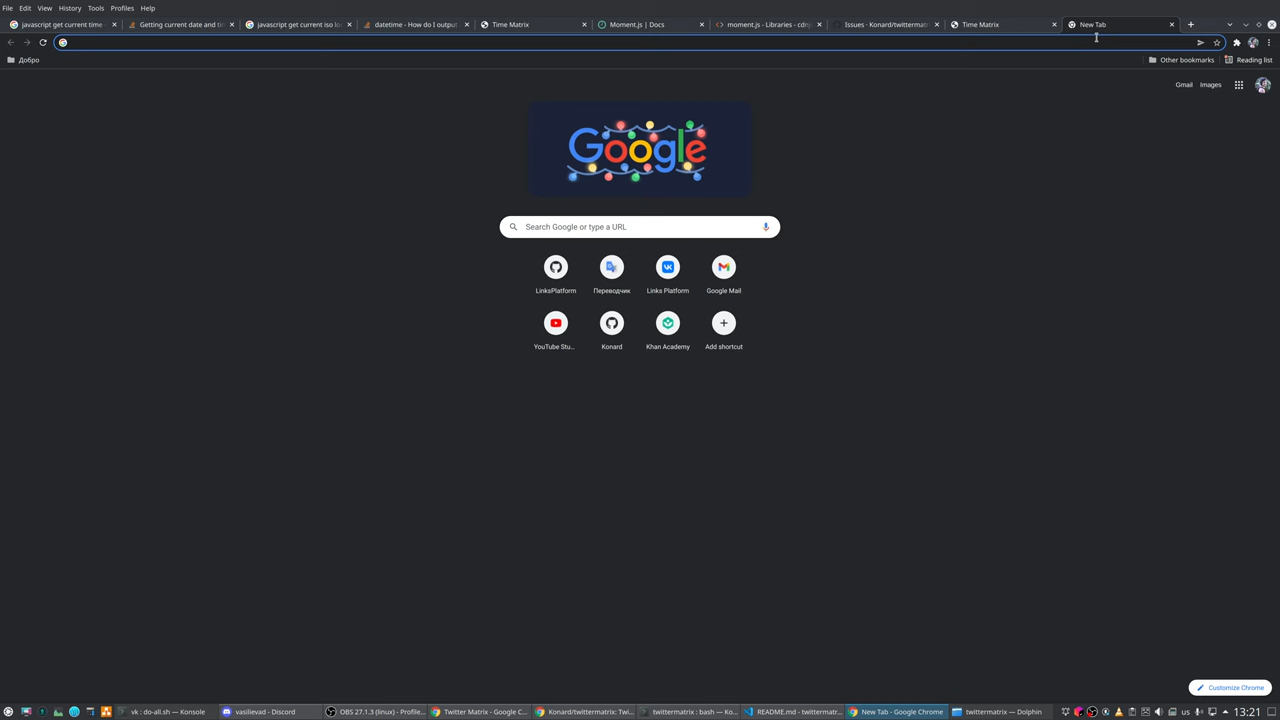 File Edit View History Tools Profiles Help
javascript get current time
Getting current date and ti
javascript get current iso lo
datetime - How do I output
Time Matrix
Moment.js | Docs
moment.js - Libraries - cdnj
Issues · Konard/twittermatr
Time Matrix
New Tab
Добро
Other bookmarks
Reading list
Gmail Images
Google
Search Google or type a URL
LinksPlatform
Переводчик
Links Platform
Google Mail
YouTube Stu...
Konard
Khan Academy
Add shortcut
Customize Chrome
vk : do-all.sh — Konsole
vasilievad - Discord
OBS 27.1.3 (linux) - Profile...
Twitter Matrix - Google C...
Konard/twittermatrix: Twi...
twittermatrix : bash — Ko...
README.md - twittermatr...
New Tab - Google Chrome
twittermatrix — Dolphin
us
13:21